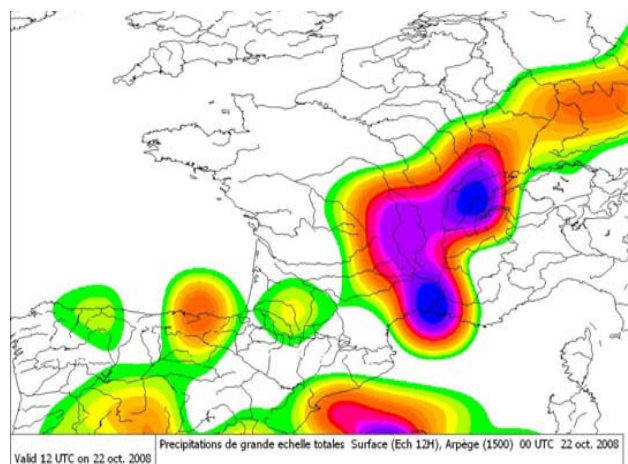 Precipitations de grande echelle totales Surface (Ech 12H), Arpège (1500) 00 UTC 22 oct. 2008
Valid 12 UTC on 22 oct. 2008